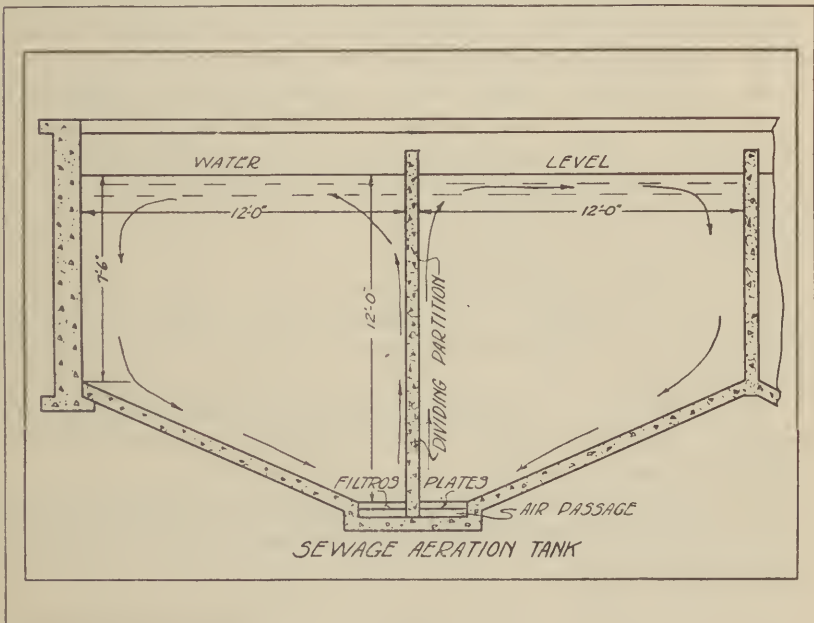 WATER LEVEL
12'-0" 12'-0"
7'-6"
12'-0"
DIVIDING PARTITION
FILTROS PLATES
AIR PASSAGE
SEWAGE AERATION TANK